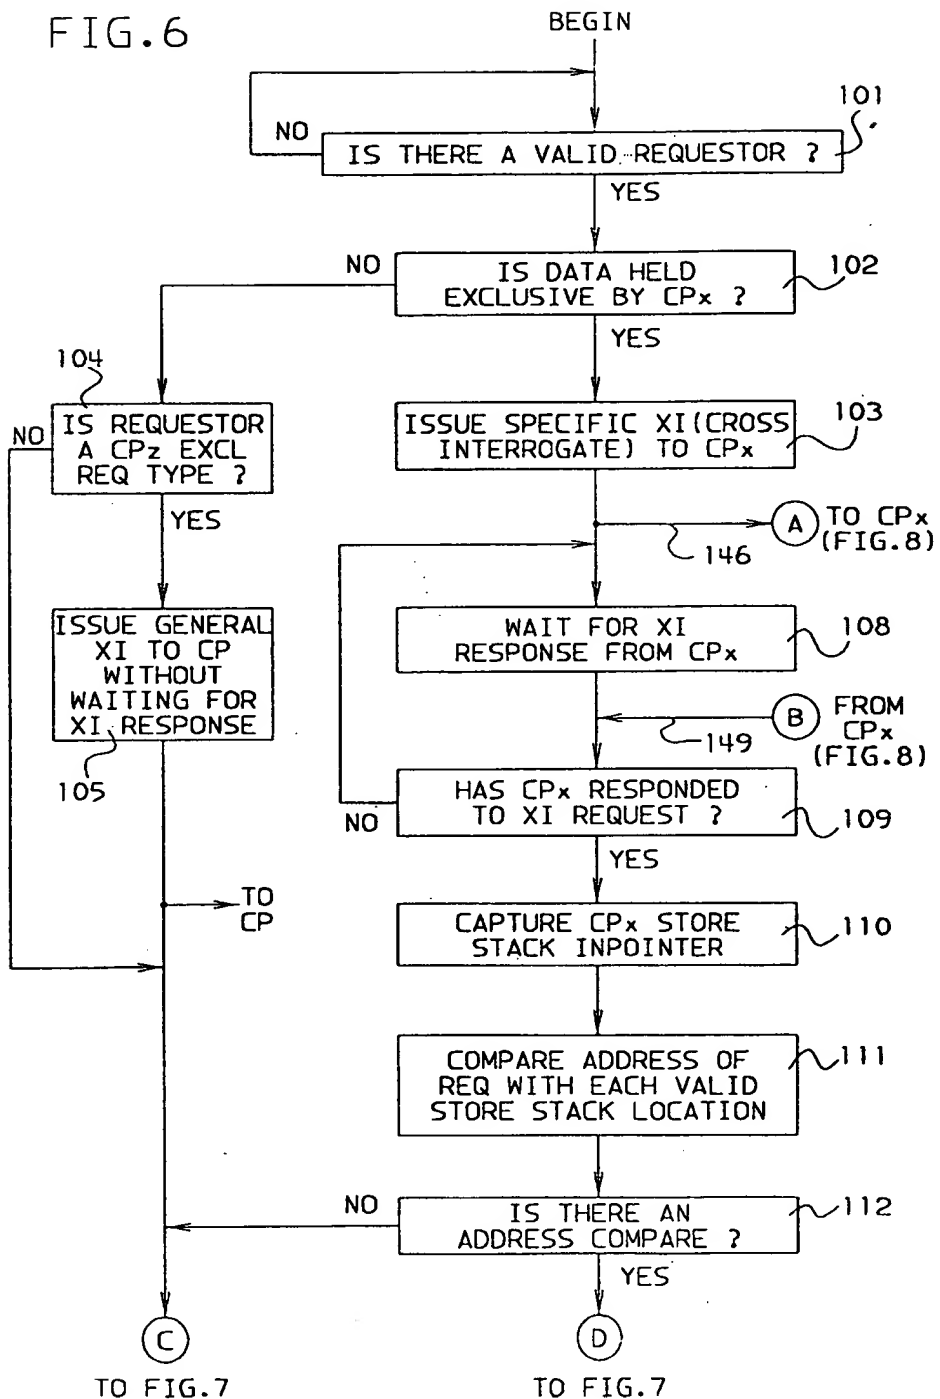 FIG.6
BEGIN
101
NO
IS THERE A VALID REQUESTOR ?
YES
NO
IS DATA HELD
EXCLUSIVE BY CPx ?
102
YES
104
NO
IS REQUESTOR
A CPz EXCL
REQ TYPE ?
YES
ISSUE SPECIFIC XI(CROSS
INTERROGATE) TO CPx
103
A
TO CPx
(FIG.8)
146
ISSUE GENERAL
XI TO CP
WITHOUT
WAITING FOR
XI RESPONSE
105
WAIT FOR XI
RESPONSE FROM CPx
108
B
FROM
CPx
(FIG.8)
149
HAS CPx RESPONDED
TO XI REQUEST ?
109
NO
YES
TO
CP
CAPTURE CPx STORE
STACK INPOINTER
110
COMPARE ADDRESS OF
REQ WITH EACH VALID
STORE STACK LOCATION
111
NO
IS THERE AN
ADDRESS COMPARE ?
112
YES
C
D
TO FIG.7
TO FIG.7